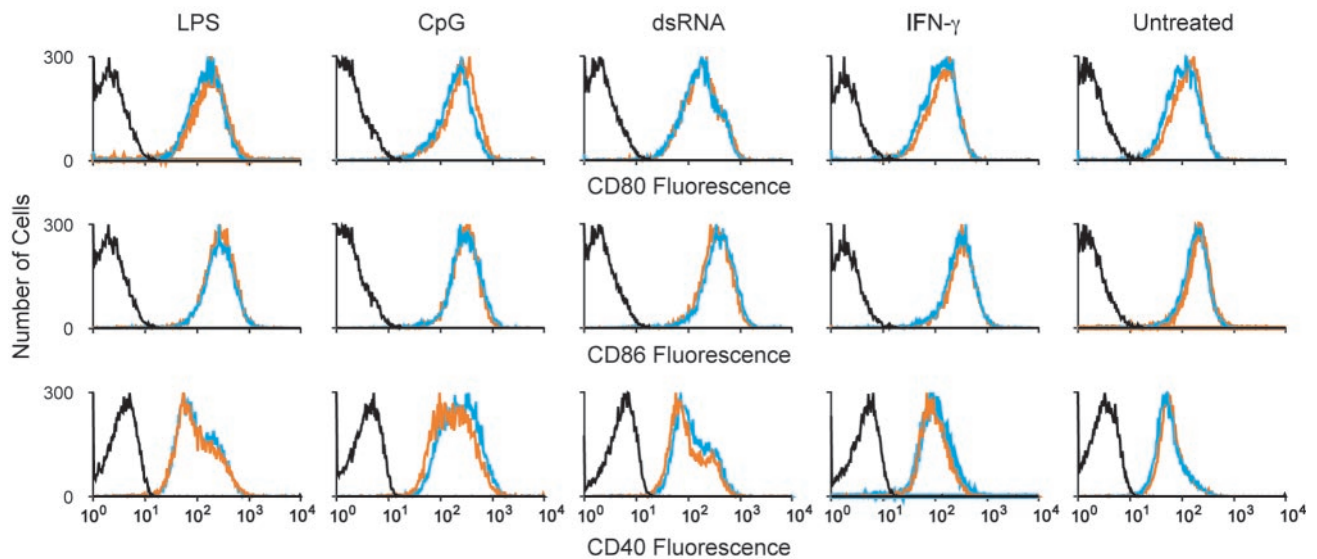 LPS CpG dsRNA IFN-γ Untreated
300
0
CD80 Fluorescence
300
0
CD86 Fluorescence
300
0
10⁰ 10¹ 10² 10³ 10⁴ 10⁰ 10¹ 10² 10³ 10⁴ 10⁰ 10¹ 10² 10³ 10⁴ 10⁰ 10¹ 10² 10³ 10⁴ 10⁰ 10¹ 10² 10³ 10⁴
CD40 Fluorescence
Number of Cells